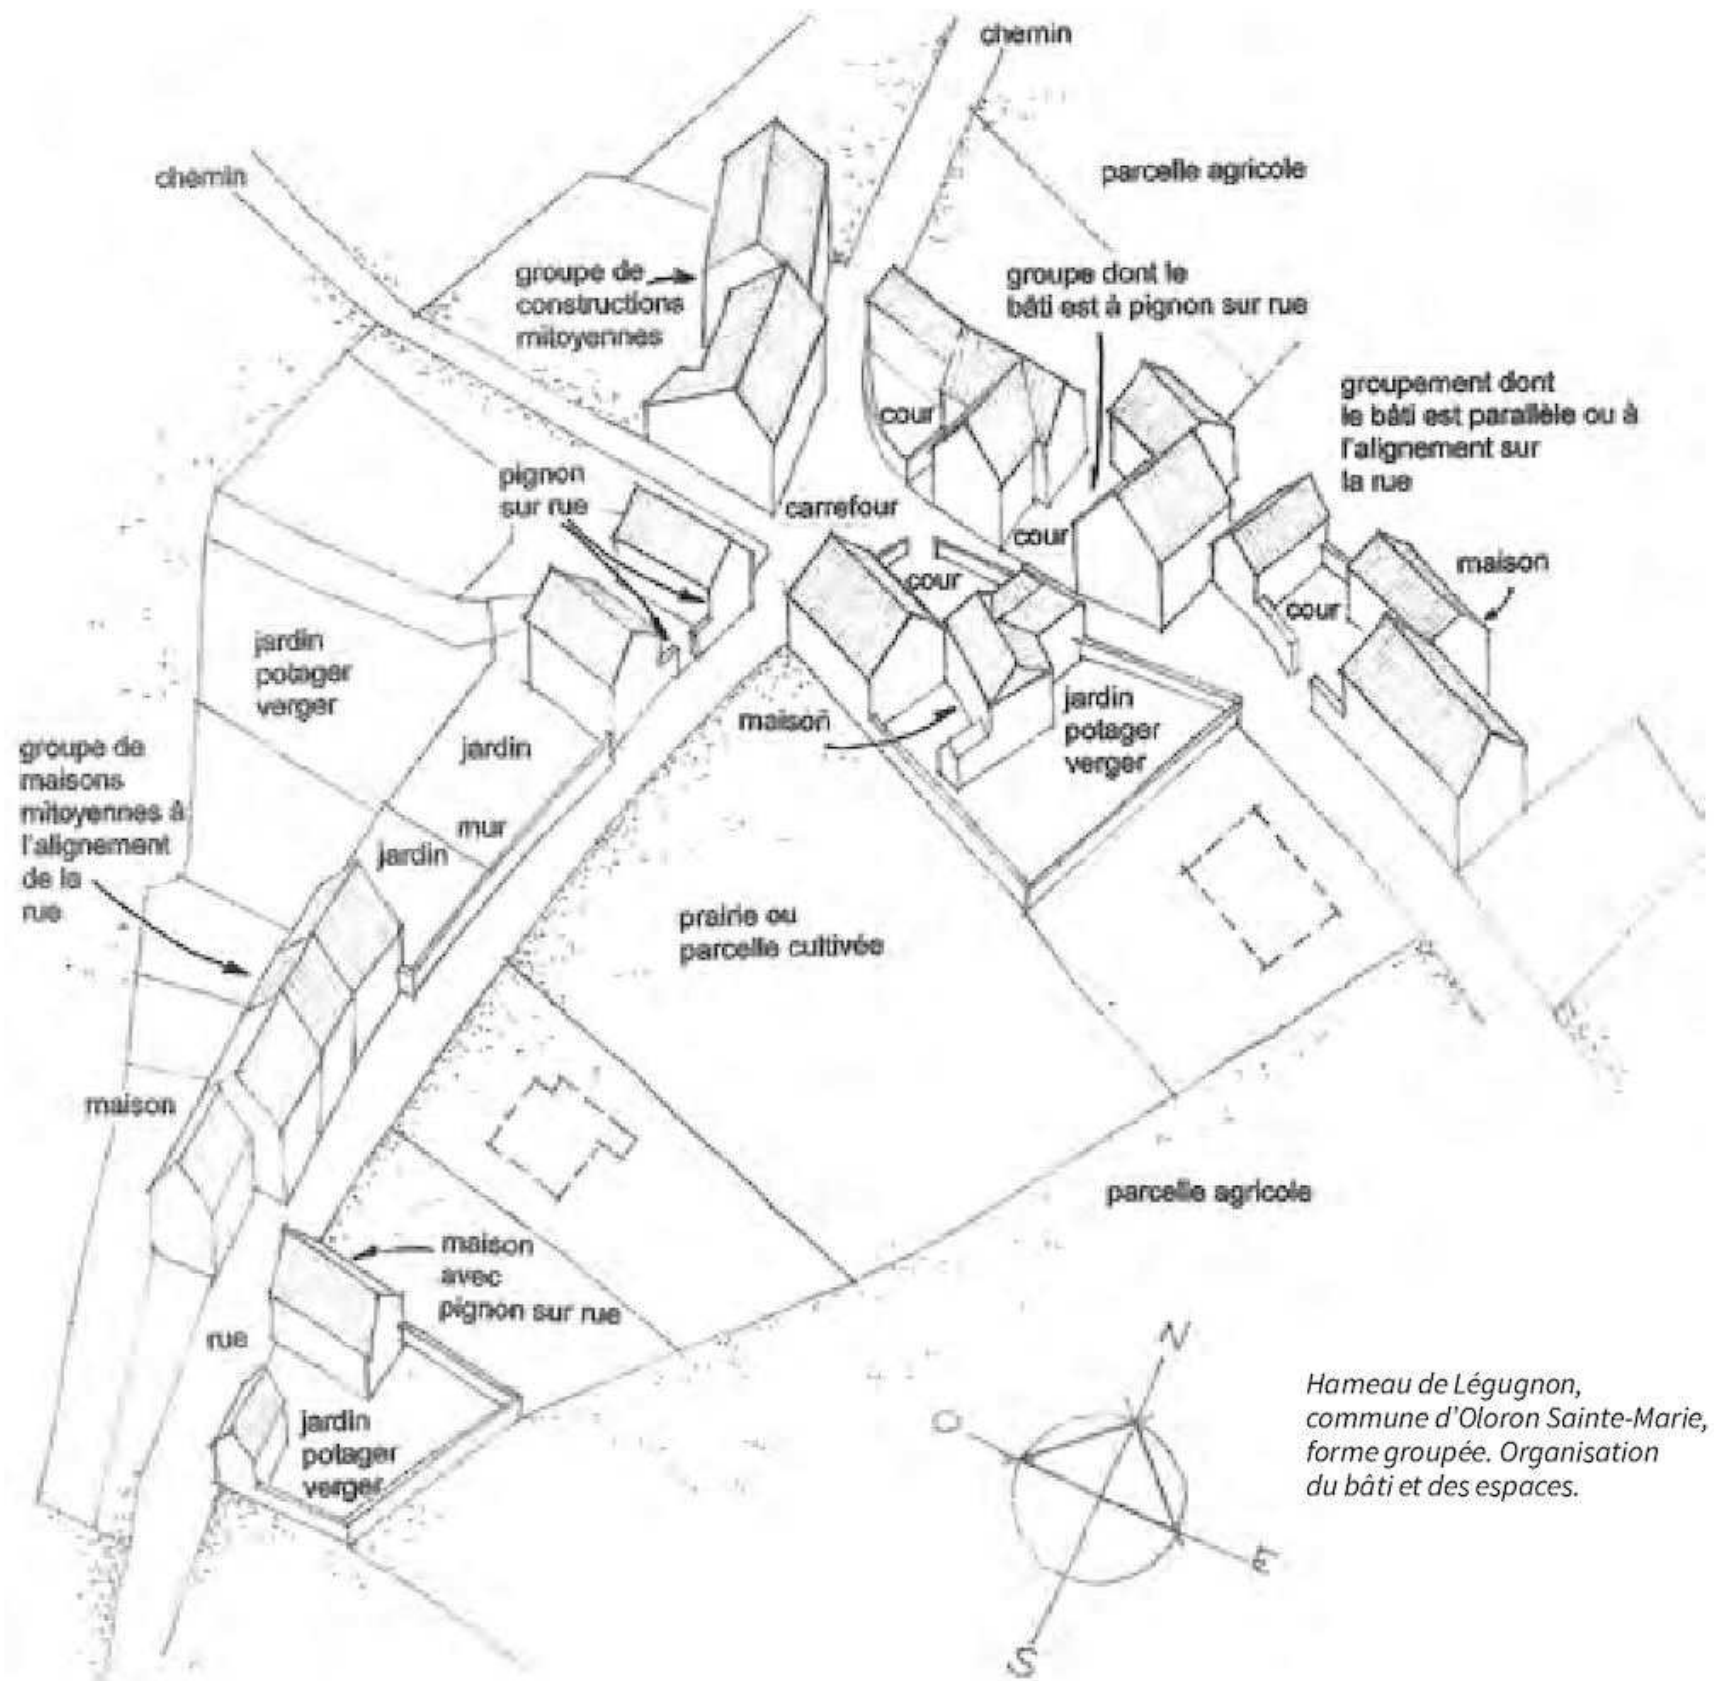 chemin
chemin
parcelle agricole
groupe de
constructions
mitoyennes
groupe dont le
bâti est à pignon sur rue
groupement dont
le bâti est parallèle ou à
l'alignement sur
la rue
cour
pignon
sur rue
carrefour
cour
cour
maison
cour
jardin
potager
verger
maison
jardin
potager
verger
jardin
groupe de
maisons
mitoyennes à
l'alignement
de la
rue
mur
jardin
prairie ou
parcelle cultivée
maison
parcelle agricole
maison
avec
pignon sur rue
rue
jardin
potager
verger
N
O
E
S
Hameau de Légugnon,
commune d'Oloron Sainte-Marie,
forme groupée. Organisation
du bâti et des espaces.